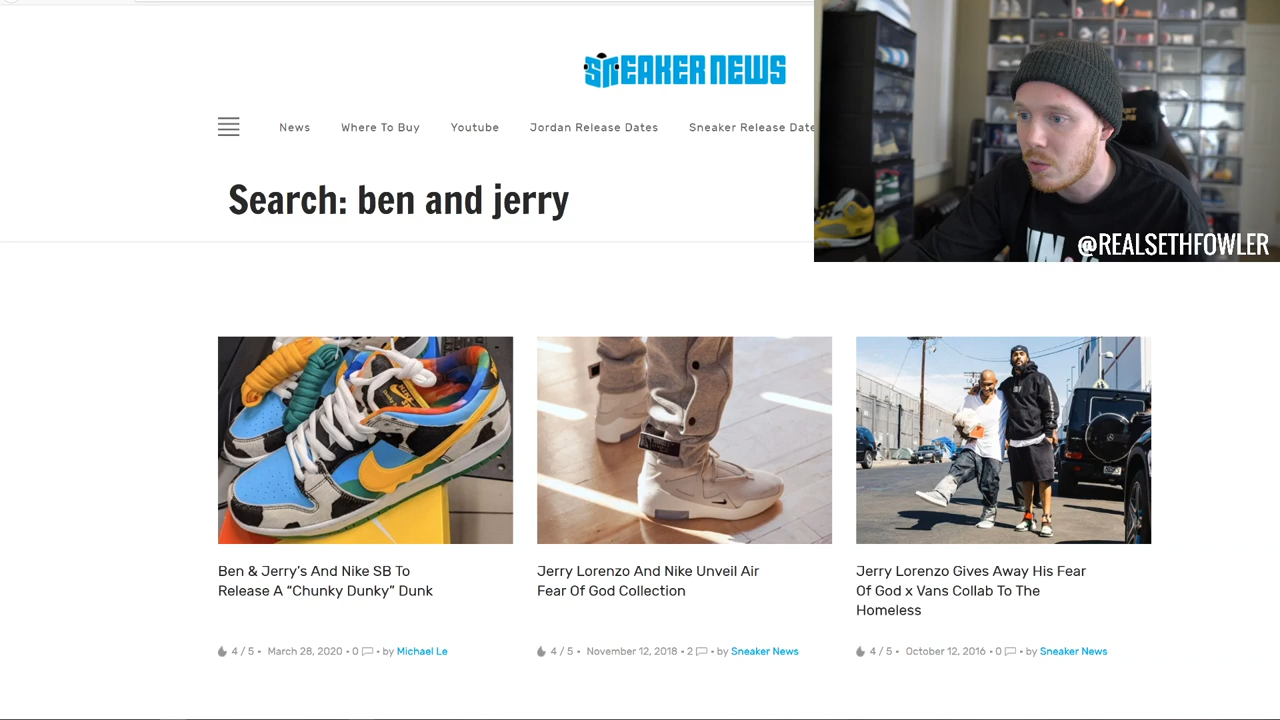 SNEAKER NEWS
News Where To Buy Youtube Jordan Release Dates Sneaker Release Date
Search: ben and jerry
@REALSETHFOWLER
Ben & Jerry's And Nike SB To
Release A “Chunky Dunky” Dunk
4 / 5 • March 28, 2020 • 0 • by Michael Le
Jerry Lorenzo And Nike Unveil Air
Fear Of God Collection
4 / 5 • November 12, 2018 • 2 • by Sneaker News
Jerry Lorenzo Gives Away His Fear
Of God x Vans Collab To The
Homeless
4 / 5 • October 12, 2016 • 0 • by Sneaker News